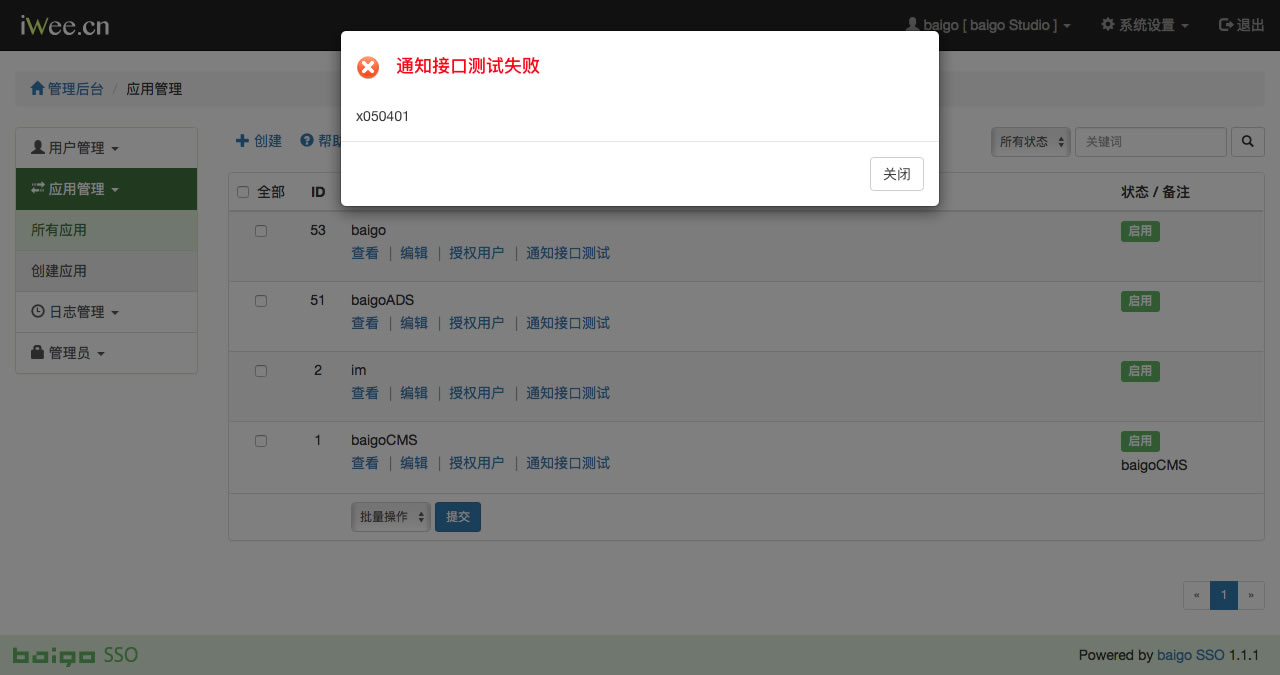 iWee.cn
baigo [ baigo Studio ]
系统设置
退出
通知接口测试失败
x050401
关闭
管理后台 / 应用管理
用户管理
应用管理
所有应用
创建应用
日志管理
管理员
创建
帮助
所有状态
关键词
全部 ID
状态 / 备注
53 baigo 启用
查看 | 编辑 | 授权用户 | 通知接口测试
51 baigoADS 启用
查看 | 编辑 | 授权用户 | 通知接口测试
2 im 启用
查看 | 编辑 | 授权用户 | 通知接口测试
1 baigoCMS 启用
查看 | 编辑 | 授权用户 | 通知接口测试 baigoCMS
批量操作 提交
« 1 »
baigo SSO
Powered by baigo SSO 1.1.1